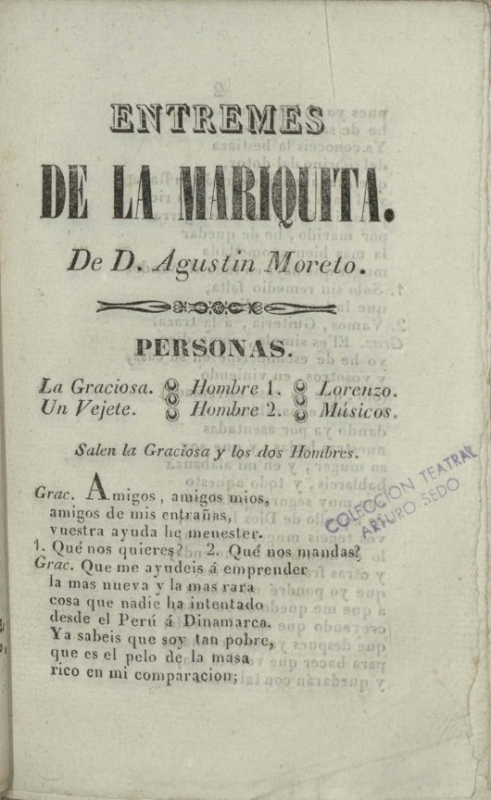 ENTREMES
DE LA MARIQUITA.
De D. Agustin Moreto.
PERSONAS.
La Graciosa. Hombre 1. Lorenzo.
Un Vejete. Hombre 2. Músicos.
Salen la Graciosa y los dos Hombres.
Grac. Amigos, amigos mios,
amigos de mis entrañas,
vuestra ayuda he menester.
1. Qué nos quieres? 2. Qué nos mandas?
Grac. Que me ayudeis á emprender
la mas nueva y la mas rara
cosa que nadie ha intentado
desde el Perú á Dinamarca.
Ya sabeis que soy tan pobre,
que es el pelo de la masa
rico en mi comparacion;
COLECCION TEATRAL
ARTURO SEDO